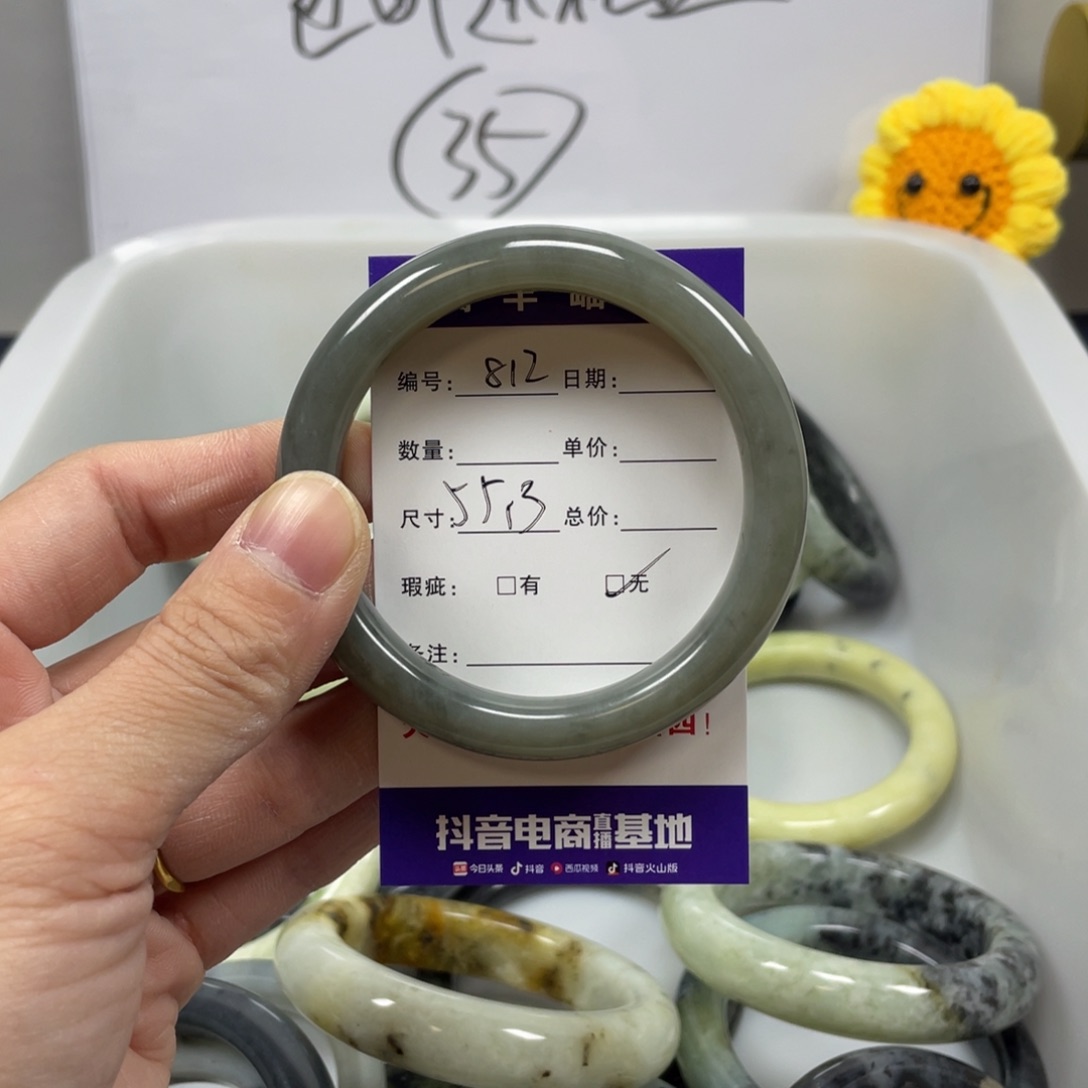 35
编号: 812 日期:
数量: 单价:
尺寸: 55.3 总价:
瑕疵: □有 ☑无
备注:
抖音电商直播基地
今日头条 抖音 西瓜视频 抖音火山版